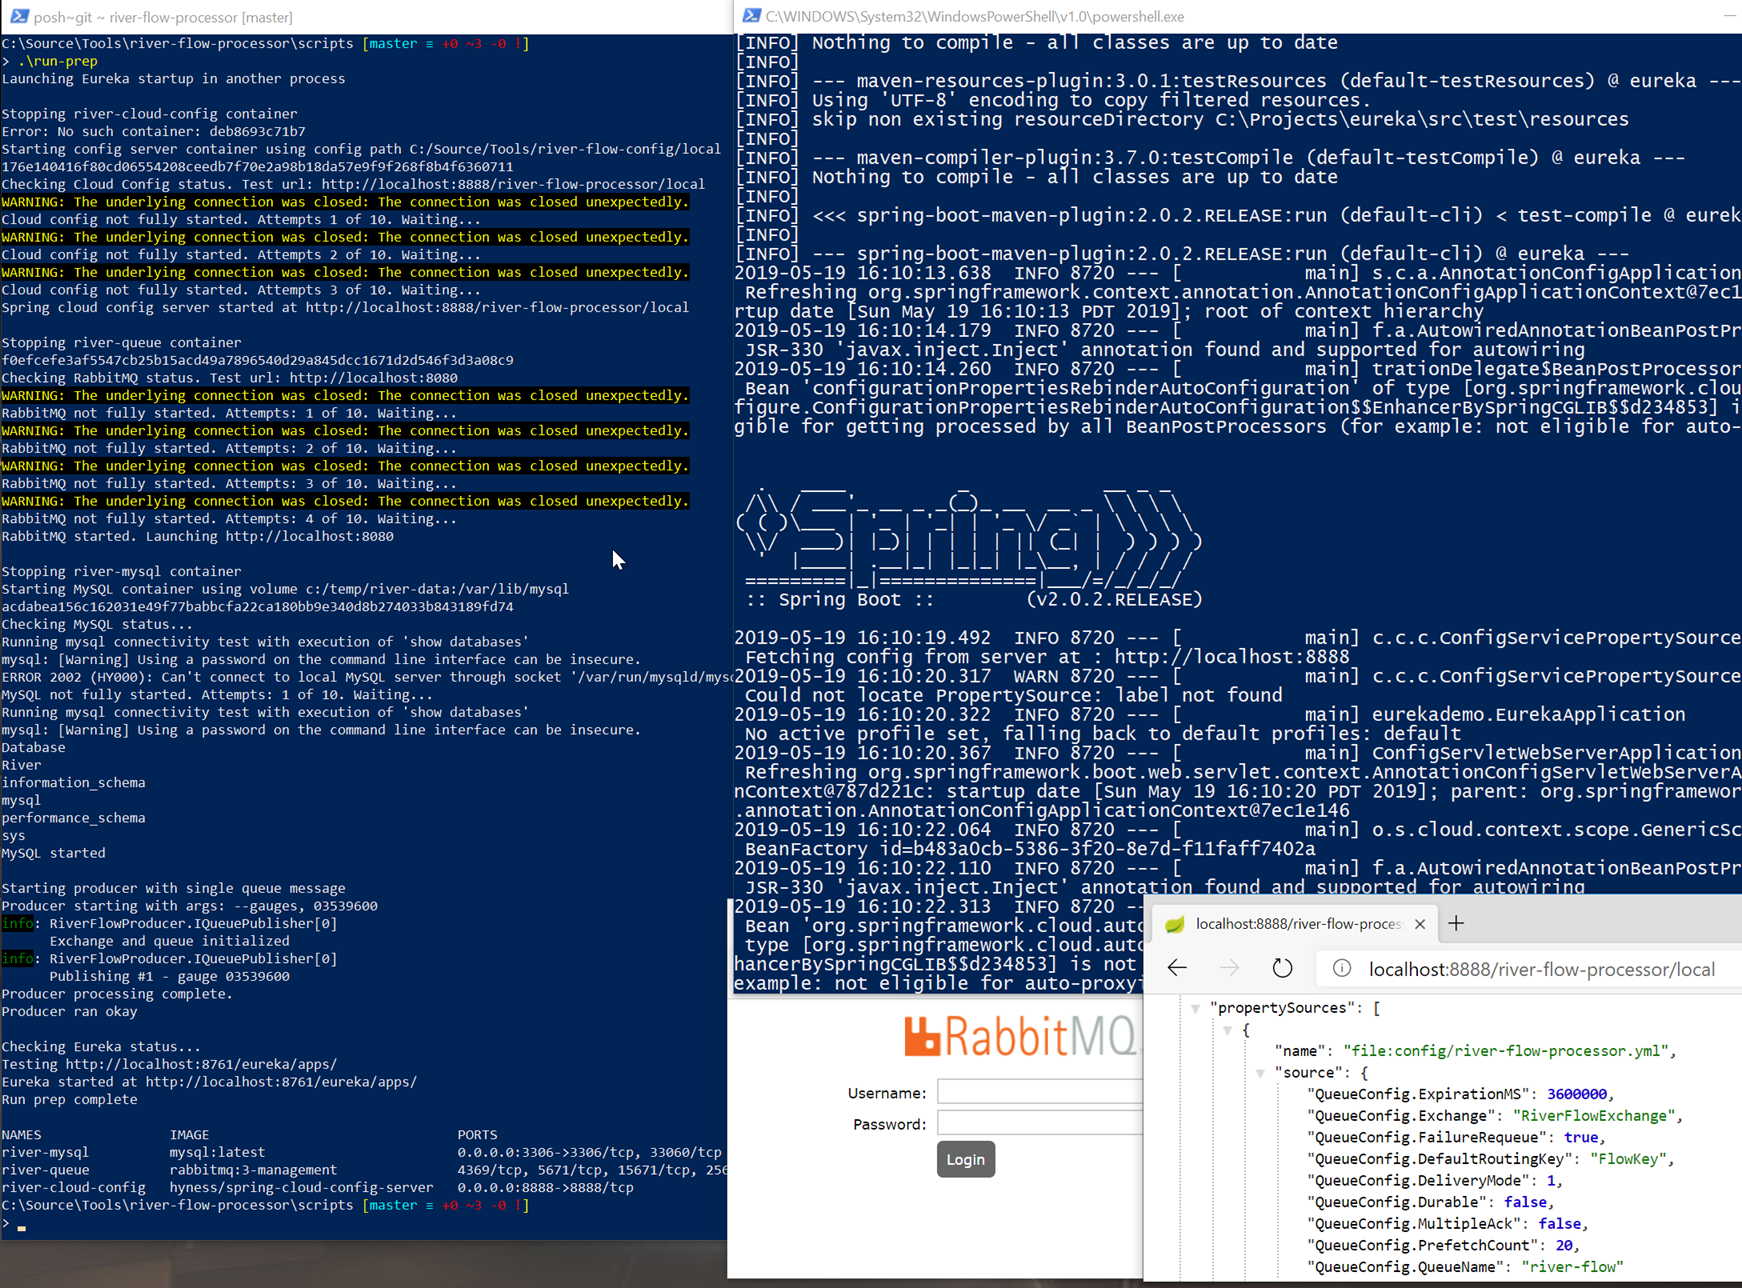 posh~git ~ river-flow-processor [master]
C:\Source\Tools\river-flow-processor\scripts [master ≡ +0 ~3 -0 !]
> .\run-prep
Launching Eureka startup in another process
Stopping river-cloud-config container
Error: No such container: deb8693c71b7
Starting config server container using config path C:/Source/Tools/river-flow-config/local
176e140416f80cd06554208ceedb7f70e2a98b18da57e9f9f268f8b4f6360711
Checking Cloud Config status. Test url: http://localhost:8888/river-flow-processor/local
WARNING: The underlying connection was closed: The connection was closed unexpectedly.
Cloud config not fully started. Attempts 1 of 10. Waiting...
WARNING: The underlying connection was closed: The connection was closed unexpectedly.
Cloud config not fully started. Attempts 2 of 10. Waiting...
WARNING: The underlying connection was closed: The connection was closed unexpectedly.
Cloud config not fully started. Attempts 3 of 10. Waiting...
Spring cloud config server started at http://localhost:8888/river-flow-processor/local
Stopping river-queue container
f0efcefe3af5547cb25b15acd49a7896540d29a845dcc1671d2d546f3d3a08c9
Checking RabbitMQ status. Test url: http://localhost:8080
WARNING: The underlying connection was closed: The connection was closed unexpectedly.
RabbitMQ not fully started. Attempts: 1 of 10. Waiting...
WARNING: The underlying connection was closed: The connection was closed unexpectedly.
RabbitMQ not fully started. Attempts: 2 of 10. Waiting...
WARNING: The underlying connection was closed: The connection was closed unexpectedly.
RabbitMQ not fully started. Attempts: 3 of 10. Waiting...
WARNING: The underlying connection was closed: The connection was closed unexpectedly.
RabbitMQ not fully started. Attempts: 4 of 10. Waiting...
RabbitMQ started. Launching http://localhost:8080
Stopping river-mysql container
Starting MySQL container using volume c:/temp/river-data:/var/lib/mysql
acdabea156c162031e49f77babbcfa22ca180bb9e340d8b274033b843189fd74
Checking MySQL status...
Running mysql connectivity test with execution of 'show databases'
mysql: [Warning] Using a password on the command line interface can be insecure.
ERROR 2002 (HY000): Can't connect to local MySQL server through socket '/var/run/mysqld/mysc
MySQL not fully started. Attempts: 1 of 10. Waiting...
Running mysql connectivity test with execution of 'show databases'
mysql: [Warning] Using a password on the command line interface can be insecure.
Database
River
information_schema
mysql
performance_schema
sys
MySQL started
Starting producer with single queue message
Producer starting with args: --gauges, 03539600
info: RiverFlowProducer.IQueuePublisher[0]
Exchange and queue initialized
info: RiverFlowProducer.IQueuePublisher[0]
Publishing #1 - gauge 03539600
Producer processing complete.
Producer ran okay
Checking Eureka status...
Testing http://localhost:8761/eureka/apps/
Eureka started at http://localhost:8761/eureka/apps/
Run prep complete
NAMES IMAGE PORTS
river-mysql mysql:latest 0.0.0.0:3306->3306/tcp, 33060/tcp
river-queue rabbitmq:3-management 4369/tcp, 5671/tcp, 15671/tcp, 256
river-cloud-config hyness/spring-cloud-config-server 0.0.0.0:8888->8888/tcp
C:\Source\Tools\river-flow-processor\scripts [master ≡ +0 ~3 -0 !]
>
C:\WINDOWS\System32\WindowsPowerShell\v1.0\powershell.exe
[INFO] Nothing to compile - all classes are up to date
[INFO]
[INFO] --- maven-resources-plugin:3.0.1:testResources (default-testResources) @ eureka ---
[INFO] Using 'UTF-8' encoding to copy filtered resources.
[INFO] skip non existing resourceDirectory C:\Projects\eureka\src\test\resources
[INFO]
[INFO] --- maven-compiler-plugin:3.7.0:testCompile (default-testCompile) @ eureka ---
[INFO] Nothing to compile - all classes are up to date
[INFO]
[INFO] <<< spring-boot-maven-plugin:2.0.2.RELEASE:run (default-cli) < test-compile @ eurek
[INFO]
[INFO] --- spring-boot-maven-plugin:2.0.2.RELEASE:run (default-cli) @ eureka ---
2019-05-19 16:10:13.638 INFO 8720 --- [ main] s.c.a.AnnotationConfigApplication
Refreshing org.springframework.context.annotation.AnnotationConfigApplicationContext@7ec1
rtup date [Sun May 19 16:10:13 PDT 2019]; root of context hierarchy
2019-05-19 16:10:14.179 INFO 8720 --- [ main] f.a.AutowiredAnnotationBeanPostPr
JSR-330 'javax.inject.Inject' annotation found and supported for autowiring
2019-05-19 16:10:14.260 INFO 8720 --- [ main] trationDelegate$BeanPostProcessor
Bean 'configurationPropertiesRebinderAutoConfiguration' of type [org.springframework.clou
figure.ConfigurationPropertiesRebinderAutoConfiguration$$EnhancerBySpringCGLIB$$d234853] i
gible for getting processed by all BeanPostProcessors (for example: not eligible for auto-
Spring
:: Spring Boot :: (v2.0.2.RELEASE)
2019-05-19 16:10:19.492 INFO 8720 --- [ main] c.c.c.ConfigServicePropertySource
Fetching config from server at : http://localhost:8888
2019-05-19 16:10:20.317 WARN 8720 --- [ main] c.c.c.ConfigServicePropertySource
Could not locate PropertySource: label not found
2019-05-19 16:10:20.322 INFO 8720 --- [ main] eurekademo.EurekaApplication
No active profile set, falling back to default profiles: default
2019-05-19 16:10:20.367 INFO 8720 --- [ main] ConfigServletWebServerApplication
Refreshing org.springframework.boot.web.servlet.context.AnnotationConfigServletWebServerA
nContext@787d221c: startup date [Sun May 19 16:10:20 PDT 2019]; parent: org.springframewor
.annotation.AnnotationConfigApplicationContext@7ec1e146
2019-05-19 16:10:22.064 INFO 8720 --- [ main] o.s.cloud.context.scope.GenericSc
BeanFactory id=b483a0cb-5386-3f20-8e7d-f11faff7402a
2019-05-19 16:10:22.110 INFO 8720 --- [ main] f.a.AutowiredAnnotationBeanPostPr
JSR-330 'javax.inject.Inject' annotation found and supported for autowiring
2019-05-19 16:10:22.313 INFO 8720 --
Bean 'org.springframework.cloud.autc
type [org.springframework.cloud.autc
hancerBySpringCGLIB$$d234853] is not
example: not eligible for auto-proxyi
RabbitMQ
Username:
Password:
Login
localhost:8888/river-flow-proces
localhost:8888/river-flow-processor/local
"propertySources": [
{
"name": "file:config/river-flow-processor.yml",
"source": {
"QueueConfig.ExpirationMS": 3600000,
"QueueConfig.Exchange": "RiverFlowExchange",
"QueueConfig.FailureRequeue": true,
"QueueConfig.DefaultRoutingKey": "FlowKey",
"QueueConfig.DeliveryMode": 1,
"QueueConfig.Durable": false,
"QueueConfig.MultipleAck": false,
"QueueConfig.PrefetchCount": 20,
"QueueConfig.QueueName": "river-flow"